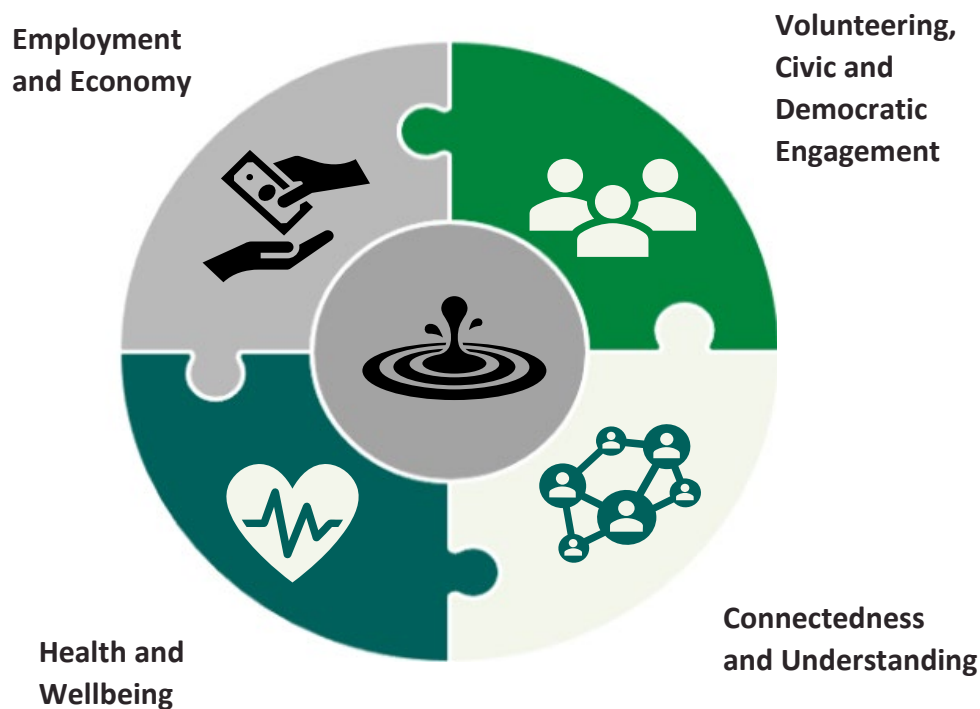 Employment
and Economy
Volunteering,
Civic and
Democratic
Engagement
Health and
Wellbeing
Connectedness
and Understanding